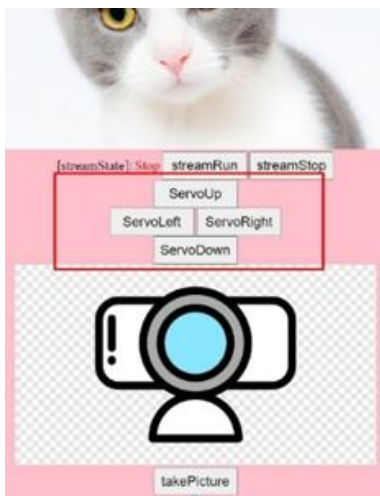 [streamState]: Stop streamRun streamStop
ServoUp
ServoLeft ServoRight
ServoDown
takePicture